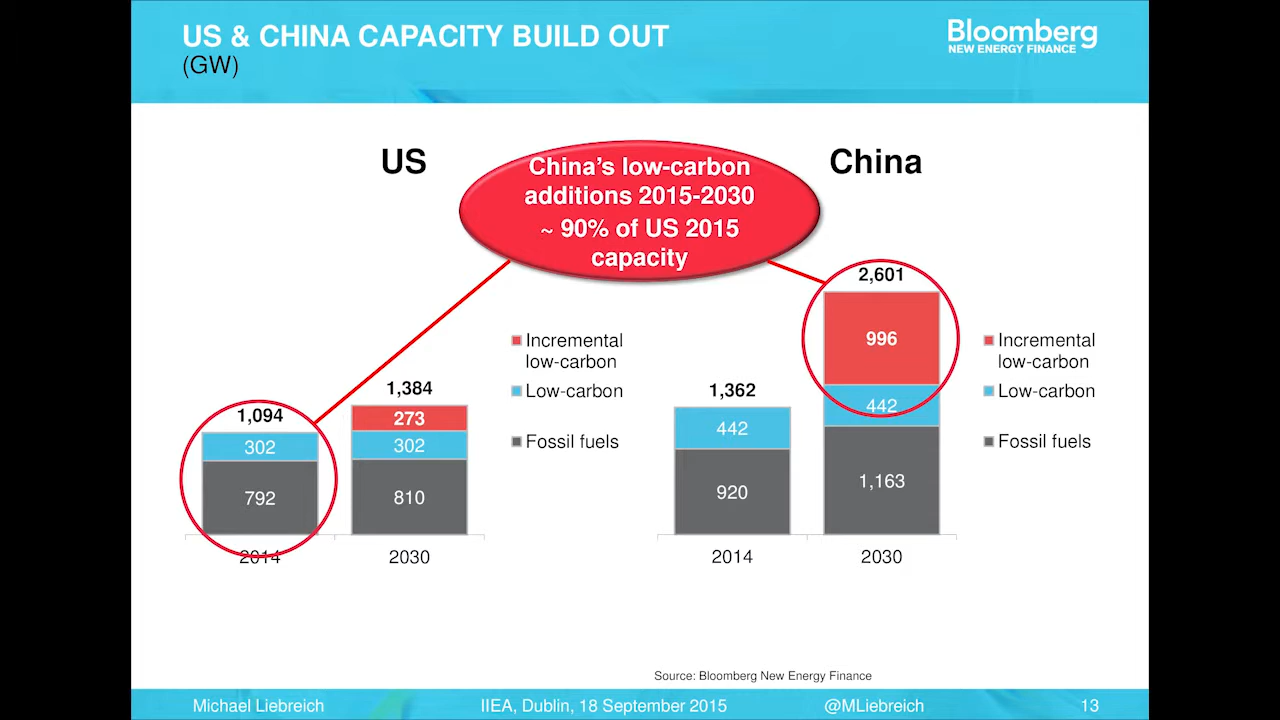 US & CHINA CAPACITY BUILD OUT
(GW)
Bloomberg
NEW ENERGY FINANCE
US
China's low-carbon
additions 2015-2030
~ 90% of US 2015
capacity
China
1,094
302
792
2014
1,384
273
302
810
2030
Incremental
low-carbon
Low-carbon
Fossil fuels
1,362
442
920
2014
2,601
996
442
1,163
2030
Incremental
low-carbon
Low-carbon
Fossil fuels
Source: Bloomberg New Energy Finance
Michael Liebreich
IIEA, Dublin, 18 September 2015
@MLiebreich
13